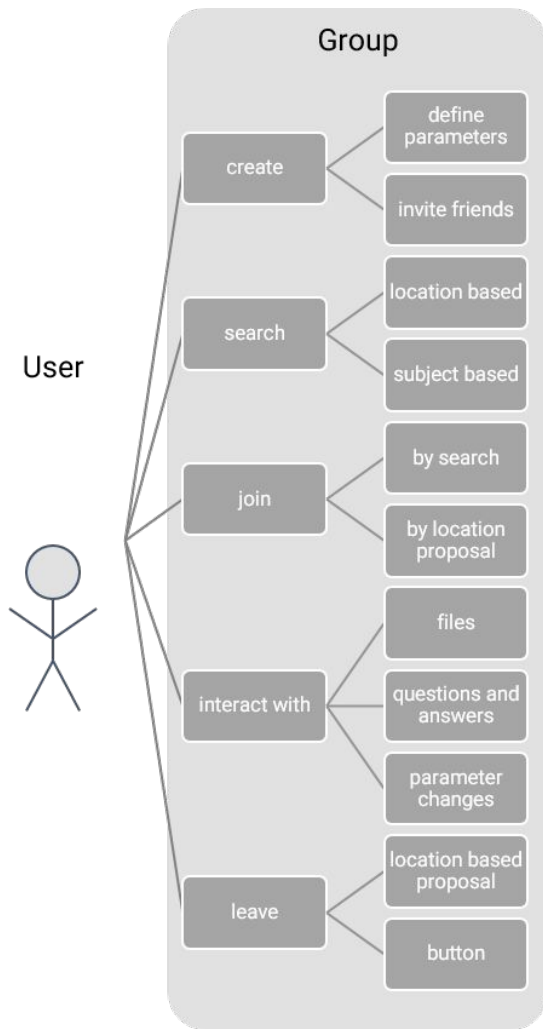 Group
User
create
define
parameters
invite friends
search
location based
subject based
join
by search
by location
proposal
interact with
files
questions and
answers
parameter
changes
leave
location based
proposal
button